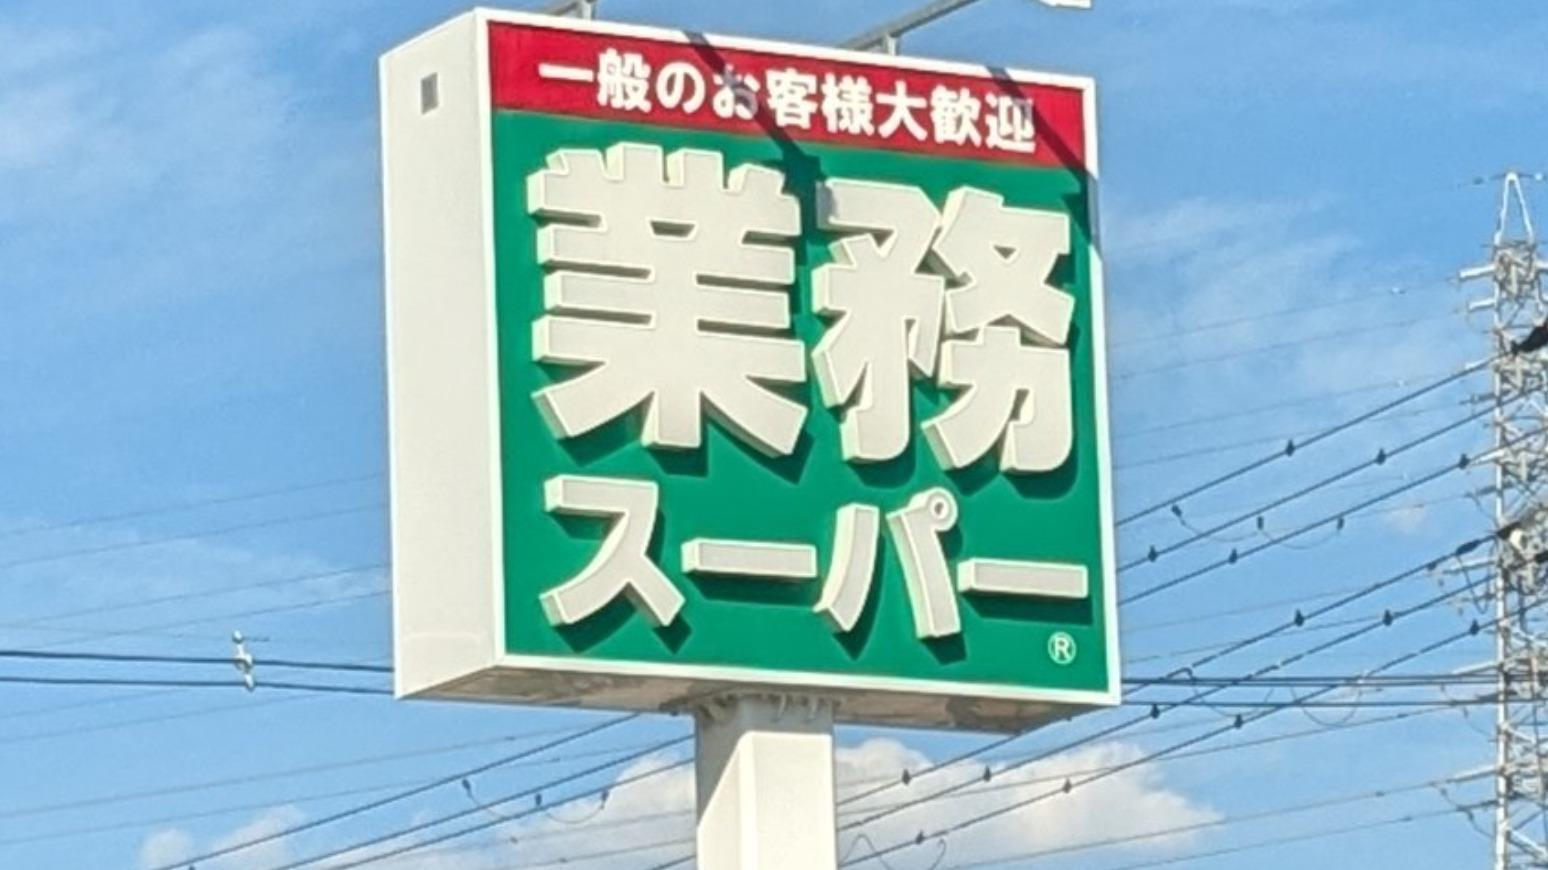 一般のお客様大歓迎
業務
スーパー
®